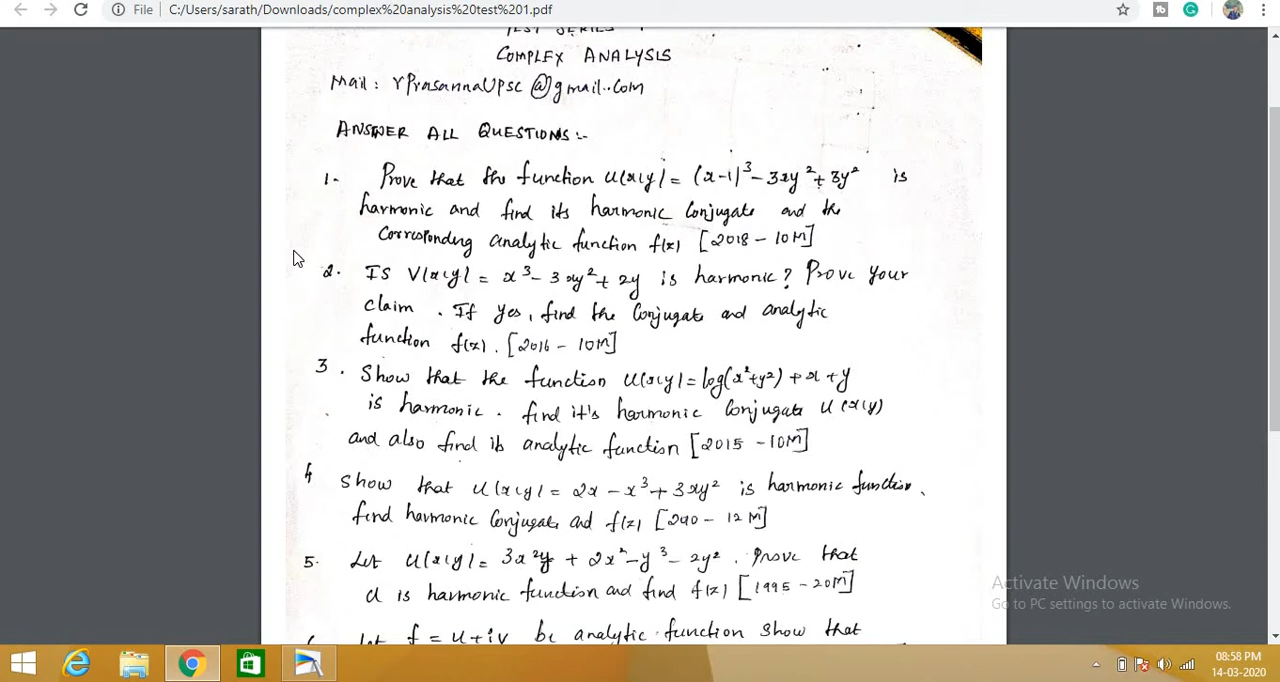 File C:/Users/sarath/Downloads/complex%20analysis%20test%201.pdf
TEST SERIES
COMPLEX ANALYSIS
Mail: YPrasannaUpsc@gmail..com
ANSWER ALL QUESTIONS:-
1. Prove that the function u(x,y) = (x-1)³ - 3xy² + 3y² is
harmonic and find its harmonic conjugate and the
corresponding analytic function f(z) [2018 - 10M]
2. Is V(x,y) = x³ - 3xy² + 2y is harmonic? Prove your
claim. If yes, find the conjugate and analytic
function f(z). [2016 - 10M]
3. Show that the function u(x,y) = log(x²+y²) + x + y
is harmonic. find it's harmonic conjugate u(x,y)
and also find its analytic function [2015 - 10M]
4 Show that u(x,y) = 2x - x³ + 3xy² is harmonic function.
find harmonic conjugate and f(z) [2010 - 12M]
5. Let u(x,y) = 3x²y + 2x² - y³ - 2y². Prove that
u is harmonic function and find f(z) [1995 - 20M]
Let f = u+iv be analytic function show that
Activate Windows
Go to PC settings to activate Windows.
08:58 PM
14-03-2020